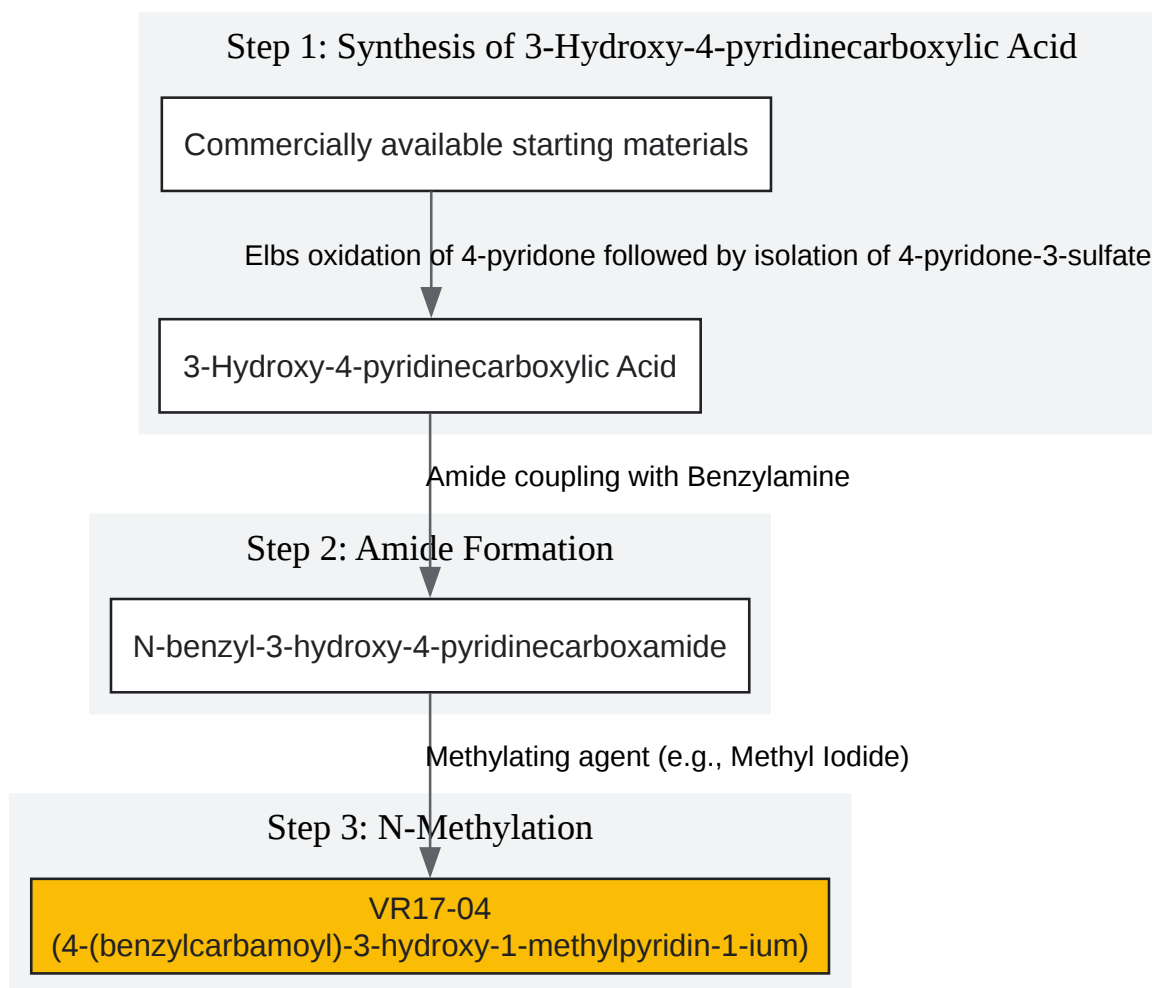 Step 1: Synthesis of 3-Hydroxy-4-pyridinecarboxylic Acid
Commercially available starting materials
Elbs oxidation of 4-pyridone followed by isolation of 4-pyridone-3-sulfate
3-Hydroxy-4-pyridinecarboxylic Acid
Amide coupling with Benzylamine
Step 2: Amide Formation
N-benzyl-3-hydroxy-4-pyridinecarboxamide
Methylating agent (e.g., Methyl Iodide)
Step 3: N-Methylation
VR17-04
(4-(benzylcarbamoyl)-3-hydroxy-1-methylpyridin-1-ium)